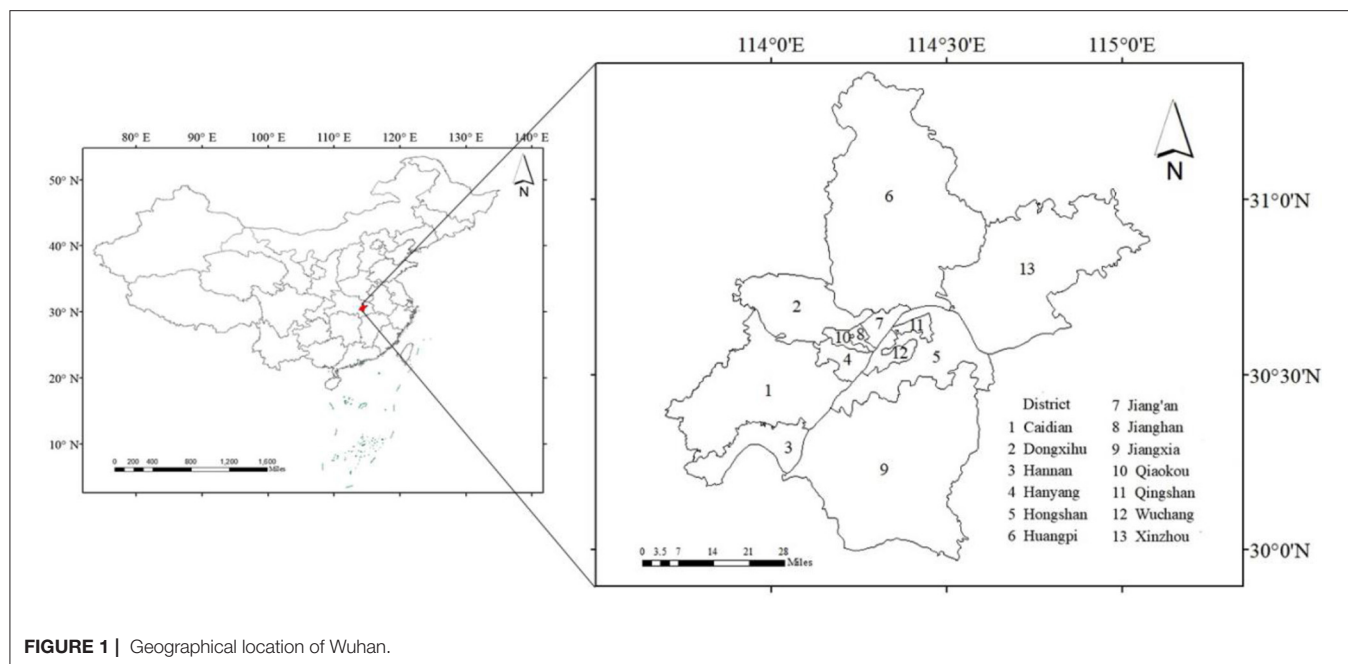 80° E 90° E 100° E 110° E 120° E 130° E 140° E
50° N
40° N
30° N
20° N
10° N
N
0 200 400 800 1,200 1,600
Miles
114°0'E 114°30'E 115°0'E
31°0'N
30°30'N
30°0'N
N
6
13
2
7
11
10
8
12
4
5
1
3
9
District
1 Caidian
2 Dongxihu
3 Hannan
4 Hanyang
5 Hongshan
6 Huangpi
7 Jiang'an
8 Jianghan
9 Jiangxia
10 Qiaokou
11 Qingshan
12 Wuchang
13 Xinzhou
0 3.5 7 14 21 28
Miles
FIGURE 1 | Geographical location of Wuhan.